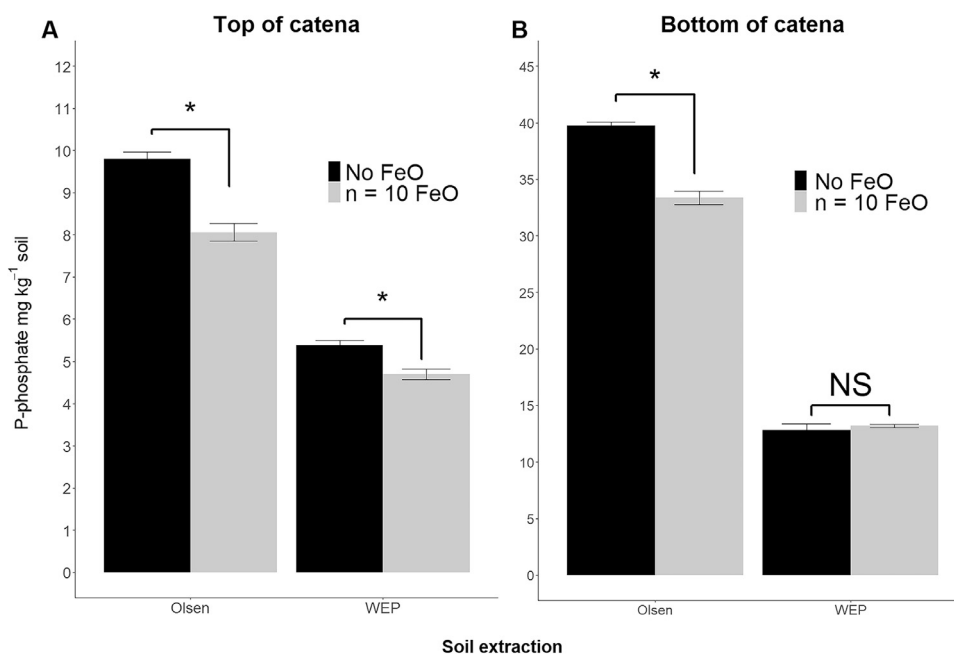 A Top of catena
12
11
10
9
8
7
6
5
4
3
2
1
0
P-phosphate mg kg⁻¹ soil
*
*
No FeO
n = 10 FeO
Olsen WEP
B Bottom of catena
45
40
35
30
25
20
15
10
5
0
*
NS
No FeO
n = 10 FeO
Olsen WEP
Soil extraction